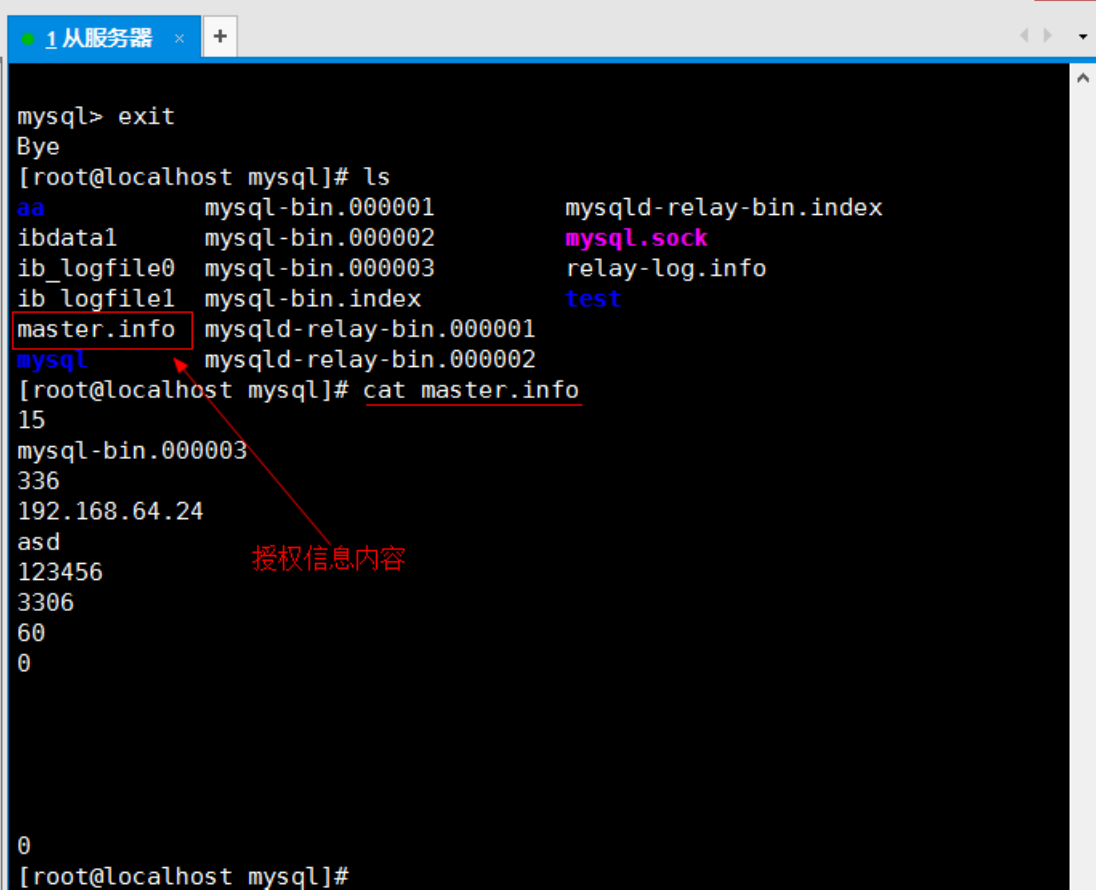 1 从服务器 × +
mysql> exit
Bye
[root@localhost mysql]# ls
aa mysql-bin.000001 mysqld-relay-bin.index
ibdata1 mysql-bin.000002 mysql.sock
ib_logfile0 mysql-bin.000003 relay-log.info
ib_logfile1 mysql-bin.index test
master.info mysqld-relay-bin.000001
mysql mysqld-relay-bin.000002
[root@localhost mysql]# cat master.info
15
mysql-bin.000003
336
192.168.64.24
asd
授权信息内容
123456
3306
60
0
0
[root@localhost mysql]#